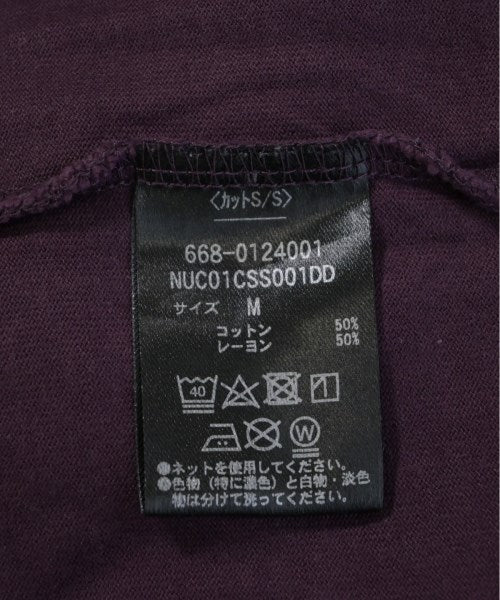 〈カットS/S〉
668-0124001
NUC01CSS001DD
サイズ M
コットン 50%
レーヨン 50%
40
W
●ネットを使用してください。
●色物（特に濃色）と白物・淡色
物は分けて洗ってください。